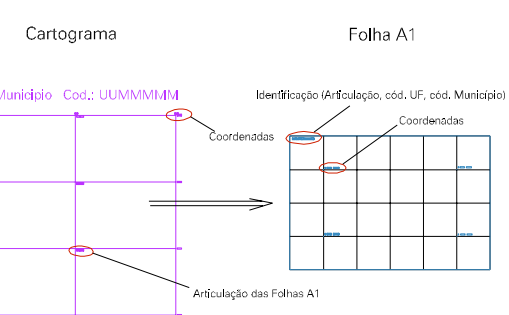 Cartograma
Folha A1
Municipio Cod.: UUMMMMM
Identificação (Articulação, cód. UF, cód. Município)
Coordenadas
Coordenadas
Articulação das Folhas A1